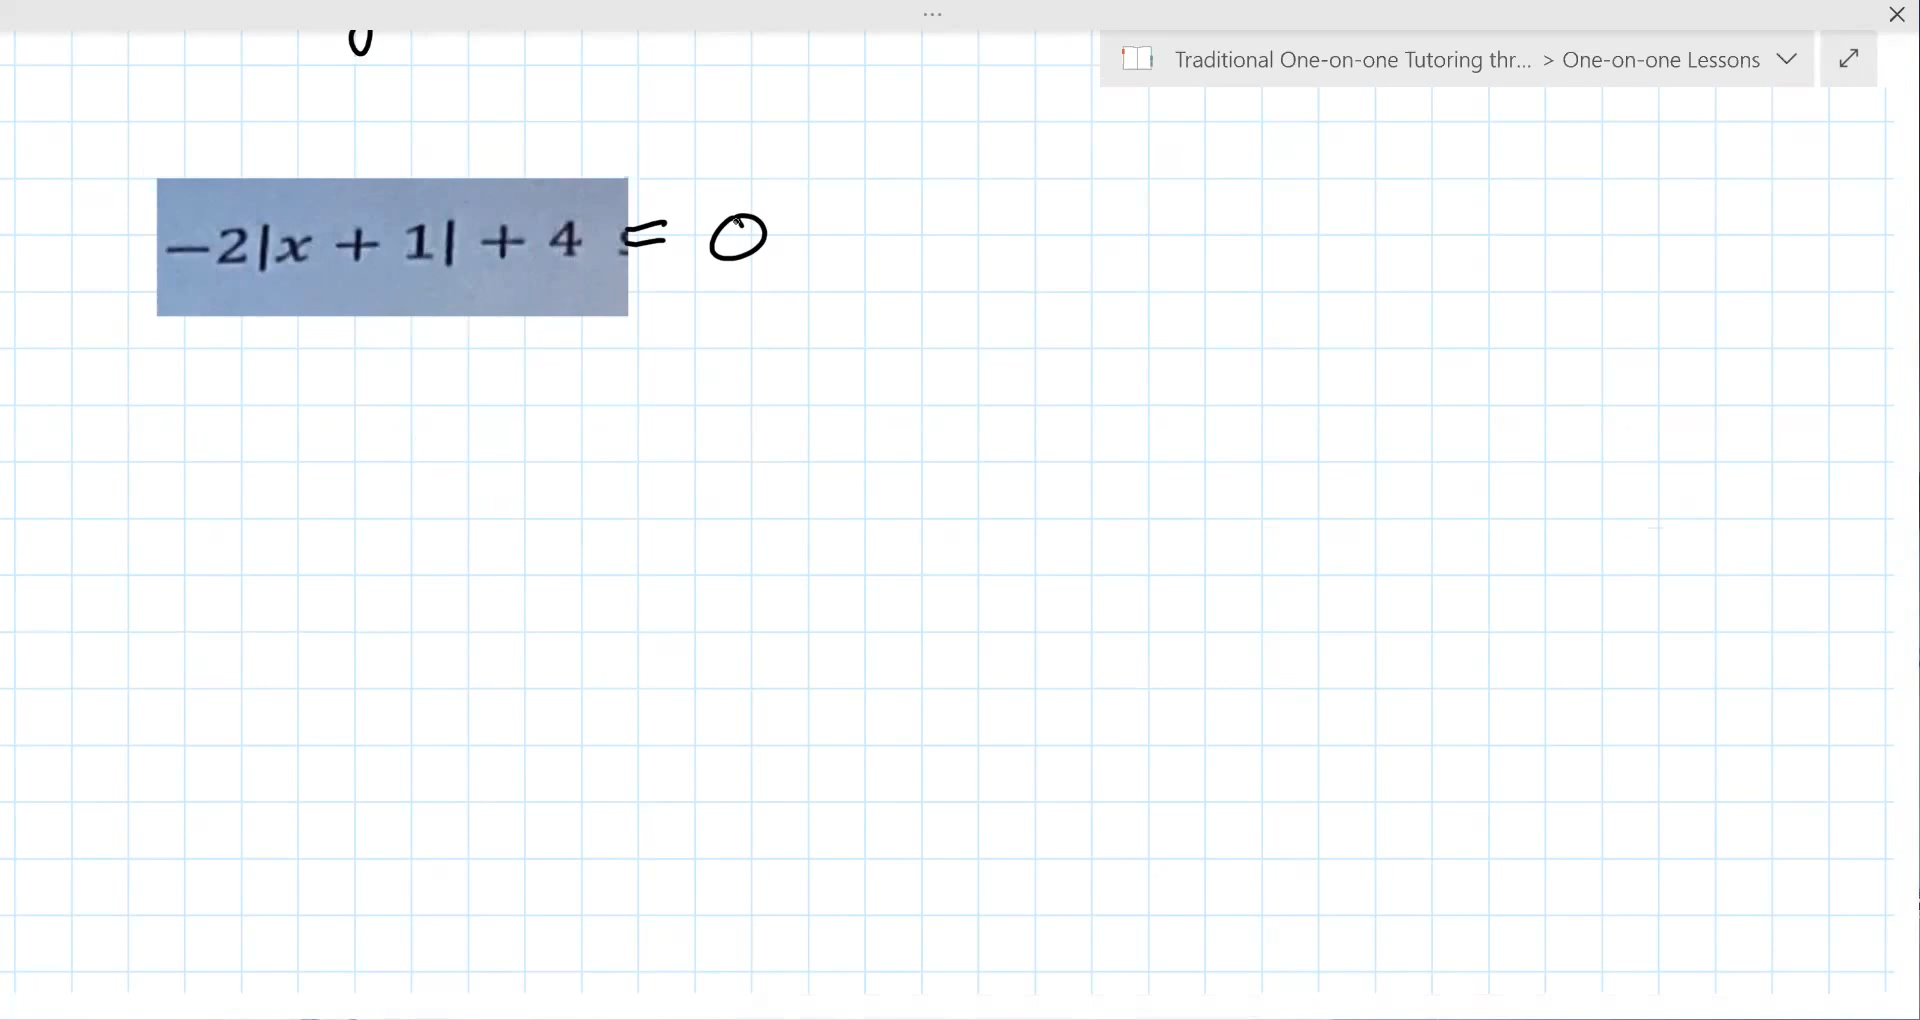 ...
Traditional One-on-one Tutoring thr... > One-on-one Lessons
−2|x + 1| + 4 = 0